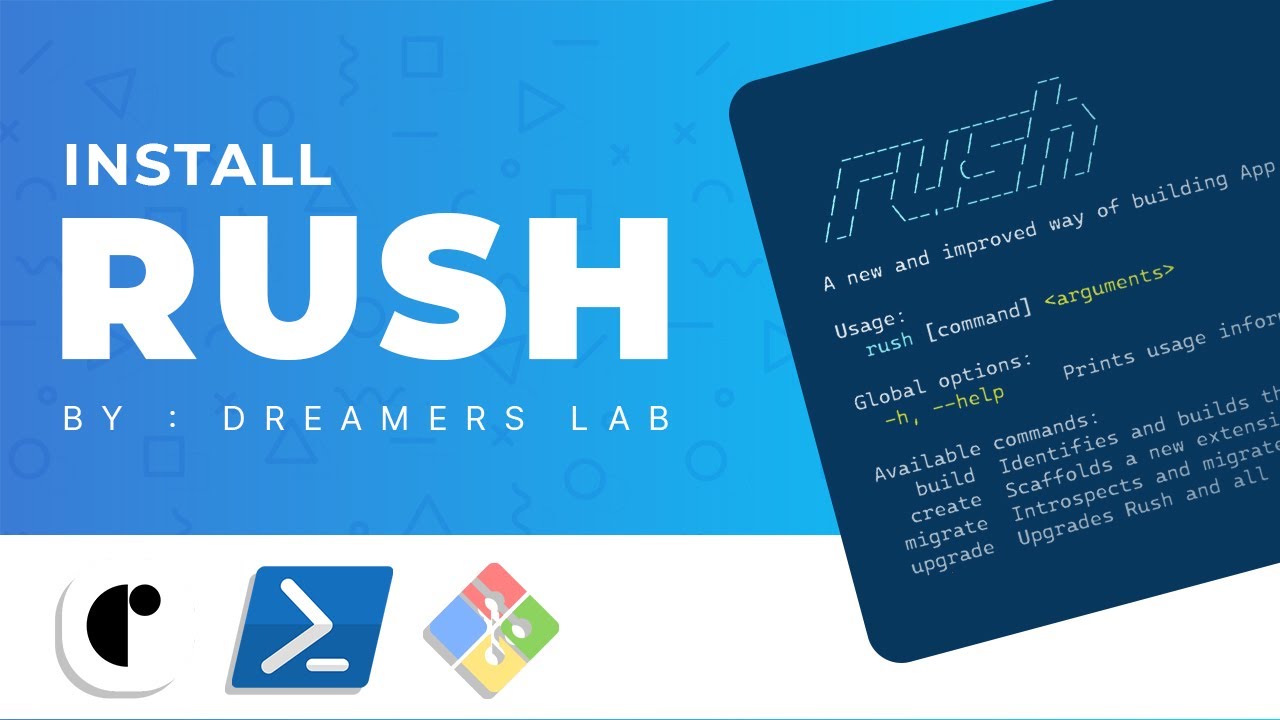 INSTALL
RUSH
BY : DREAMERS LAB
rush
A new and improved way of building App
Usage:
rush [command] <arguments>
Global options:
-h, --help Prints usage infor
Available commands:
build Identifies and builds th
create Scaffolds a new extensi
migrate Introspects and migrate
upgrade Upgrades Rush and all